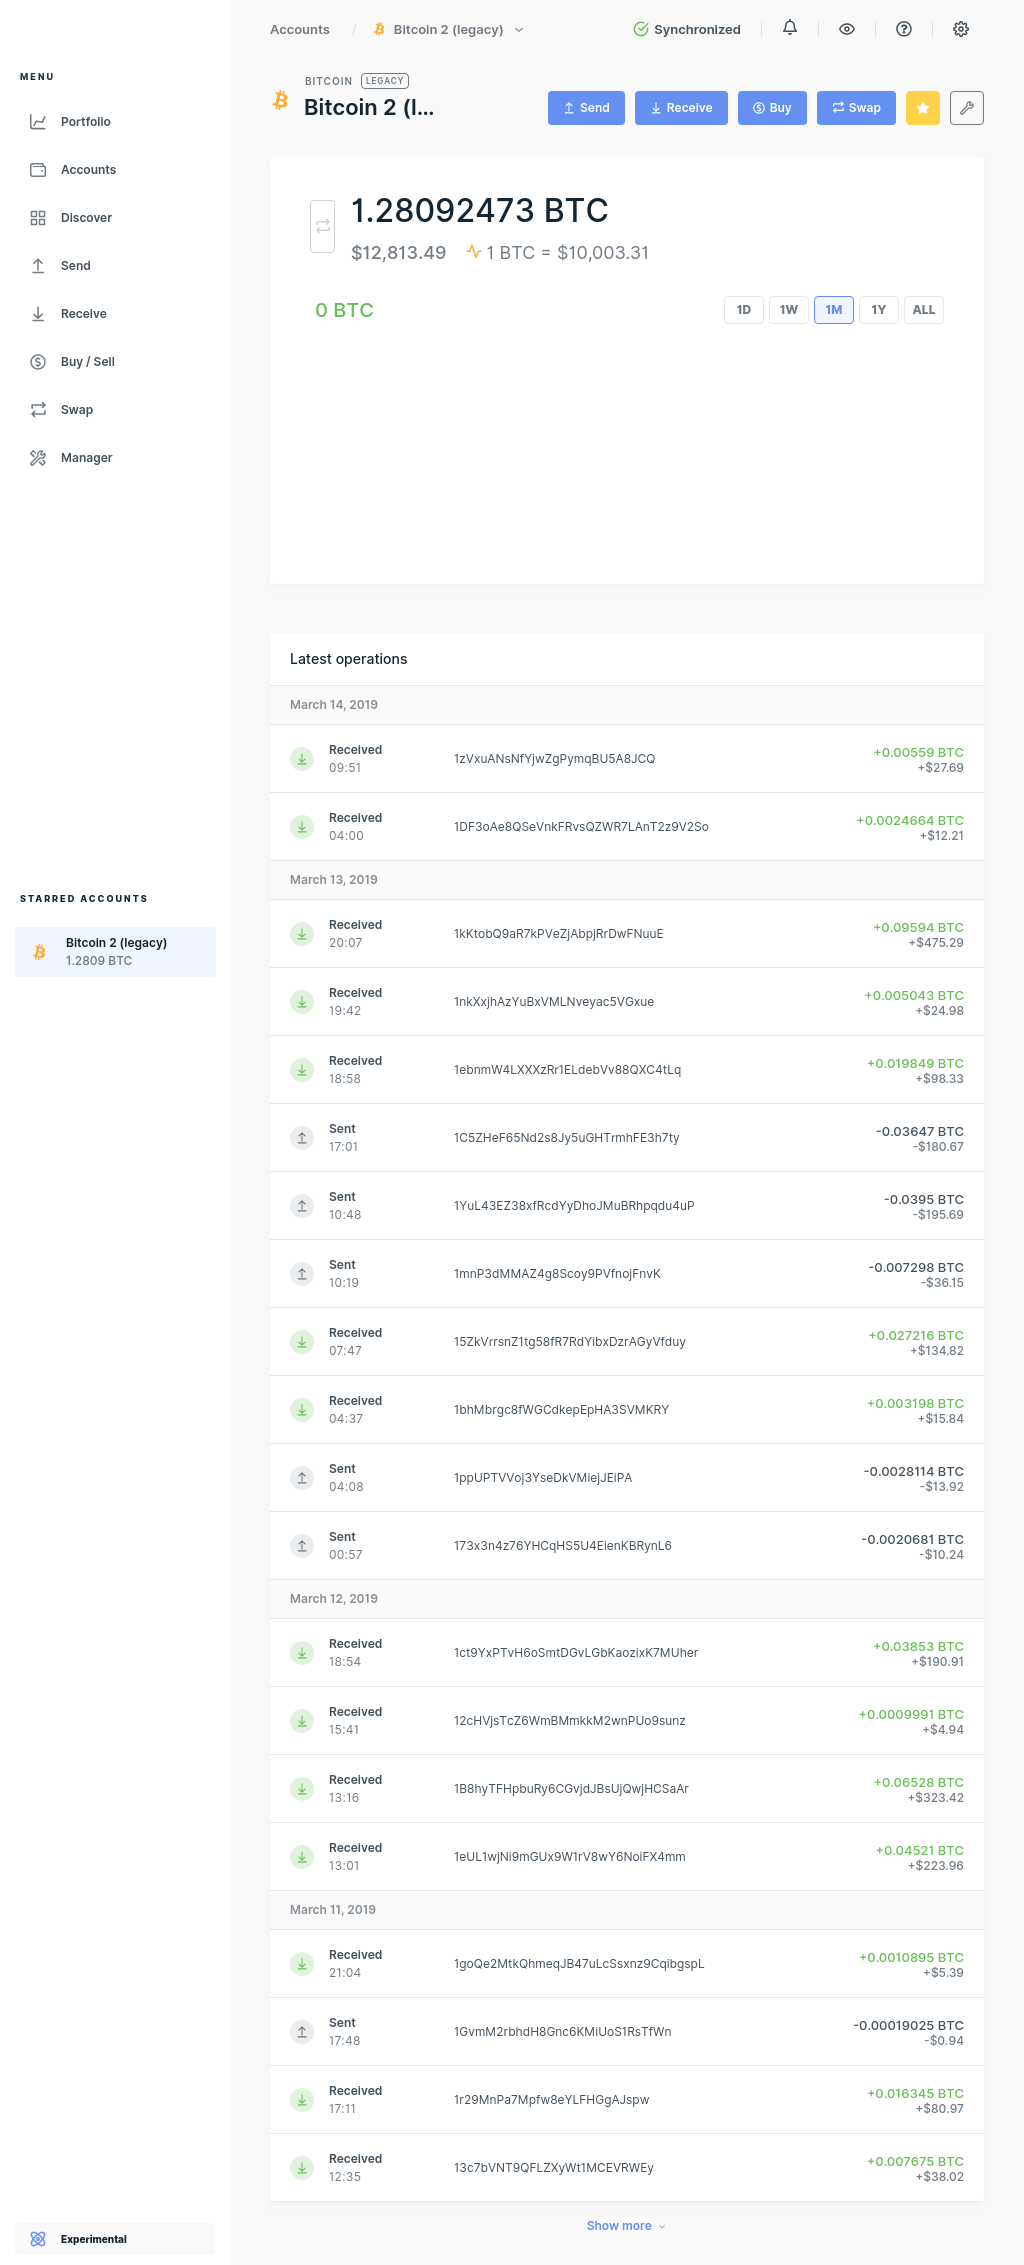 MENU
Portfolio
Accounts
Discover
Send
Receive
Buy / Sell
Swap
Manager
STARRED ACCOUNTS
Bitcoin 2 (legacy)
1.2809 BTC
Experimental
Accounts / Bitcoin 2 (legacy)
Synchronized
BITCOIN LEGACY
Bitcoin 2 (l...
Send Receive Buy Swap
1.28092473 BTC
$12,813.49 1 BTC = $10,003.31
0 BTC
1D 1W 1M 1Y ALL
Latest operations
March 14, 2019
Received 1zVxuANsNfYjwZgPymqBU5A8JCQ +0.00559 BTC
09:51 +$27.69
Received 1DF3oAe8QSeVnkFRvsQZWR7LAnT2z9V2So +0.0024664 BTC
04:00 +$12.21
March 13, 2019
Received 1kKtobQ9aR7kPVeZjAbpjRrDwFNuuE +0.09594 BTC
20:07 +$475.29
Received 1nkXxjhAzYuBxVMLNveyac5VGxue +0.005043 BTC
19:42 +$24.98
Received 1ebnmW4LXXXzRr1ELdebVv88QXC4tLq +0.019849 BTC
18:58 +$98.33
Sent 1C5ZHeF65Nd2s8Jy5uGHTrmhFE3h7ty -0.03647 BTC
17:01 -$180.67
Sent 1YuL43EZ38xfRcdYyDhoJMuBRhpqdu4uP -0.0395 BTC
10:48 -$195.69
Sent 1mnP3dMMAZ4g8Scoy9PVfnojFnvK -0.007298 BTC
10:19 -$36.15
Received 15ZkVrrsnZ1tg58fR7RdYibxDzrAGyVfduy +0.027216 BTC
07:47 +$134.82
Received 1bhMbrgc8fWGCdkepEpHA3SVMKRY +0.003198 BTC
04:37 +$15.84
Sent 1ppUPTVVoj3YseDkVMiejJEiPA -0.0028114 BTC
04:08 -$13.92
Sent 173x3n4z76YHCqHS5U4EienKBRynL6 -0.0020681 BTC
00:57 -$10.24
March 12, 2019
Received 1ct9YxPTvH6oSmtDGvLGbKaozixK7MUher +0.03853 BTC
18:54 +$190.91
Received 12cHVjsTcZ6WmBMmkkM2wnPUo9sunz +0.0009991 BTC
15:41 +$4.94
Received 1B8hyTFHpbuRy6CGvjdJBsUjQwjHCSaAr +0.06528 BTC
13:16 +$323.42
Received 1eUL1wjNi9mGUx9W1rV8wY6NoiFX4mm +0.04521 BTC
13:01 +$223.96
March 11, 2019
Received 1goQe2MtkQhmeqJB47uLcSsxnz9CqibgspL +0.0010895 BTC
21:04 +$5.39
Sent 1GvmM2rbhdH8Gnc6KMiUoS1RsTfWn -0.00019025 BTC
17:48 -$0.94
Received 1r29MnPa7Mpfw8eYLFHGgAJspw +0.016345 BTC
17:11 +$80.97
Received 13c7bVNT9QFLZXyWt1MCEVRWEy +0.007675 BTC
12:35 +$38.02
Show more